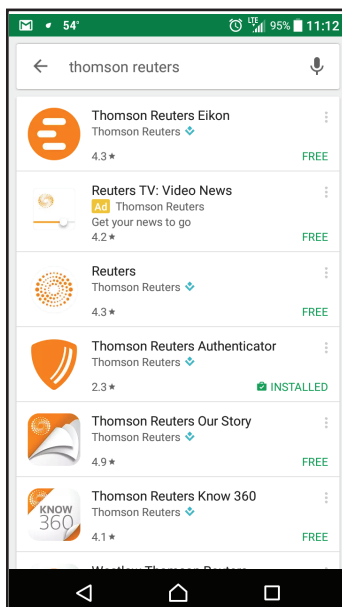 54°
LTE
95%
11:12
thomson reuters
Thomson Reuters Eikon
Thomson Reuters
4.3★
FREE
Reuters TV: Video News
Ad Thomson Reuters
Get your news to go
4.2★
FREE
Reuters
Thomson Reuters
4.3★
FREE
Thomson Reuters Authenticator
Thomson Reuters
2.3★
INSTALLED
Thomson Reuters Our Story
Thomson Reuters
4.9★
FREE
KNOW
360
Thomson Reuters Know 360
Thomson Reuters
4.1★
FREE
Westlaw Thomson Reuters